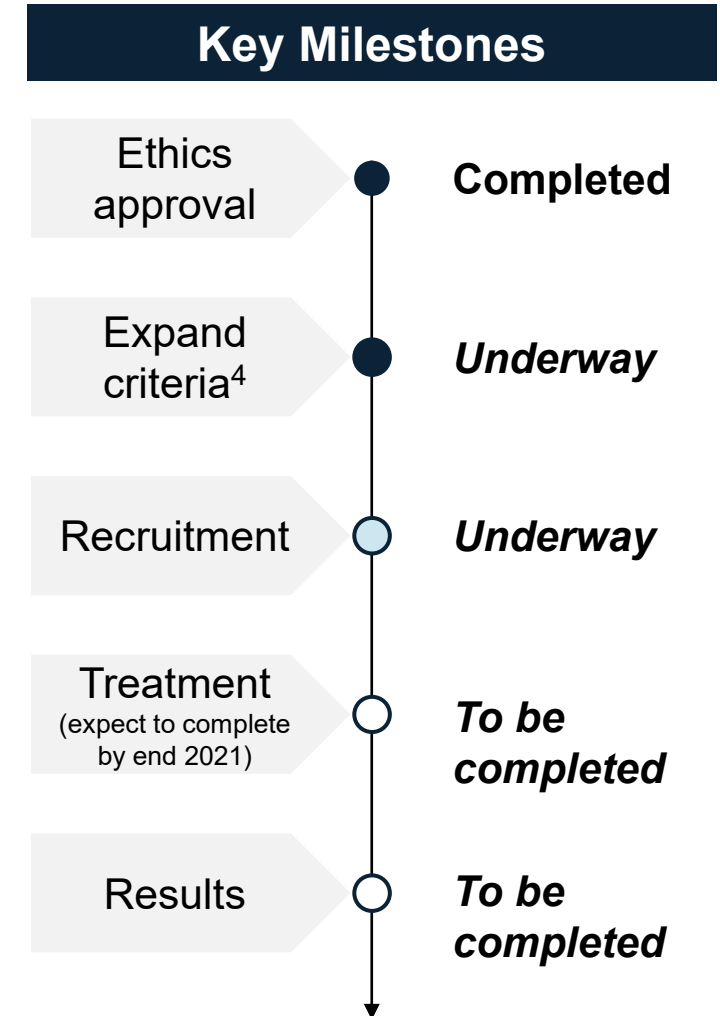 Key Milestones
Ethics
approval
Completed
Expand
criteria4
Underway
Recruitment
Underway
Treatment
(expect to complete
by end 2021)
To be
completed
Results
To be
completed